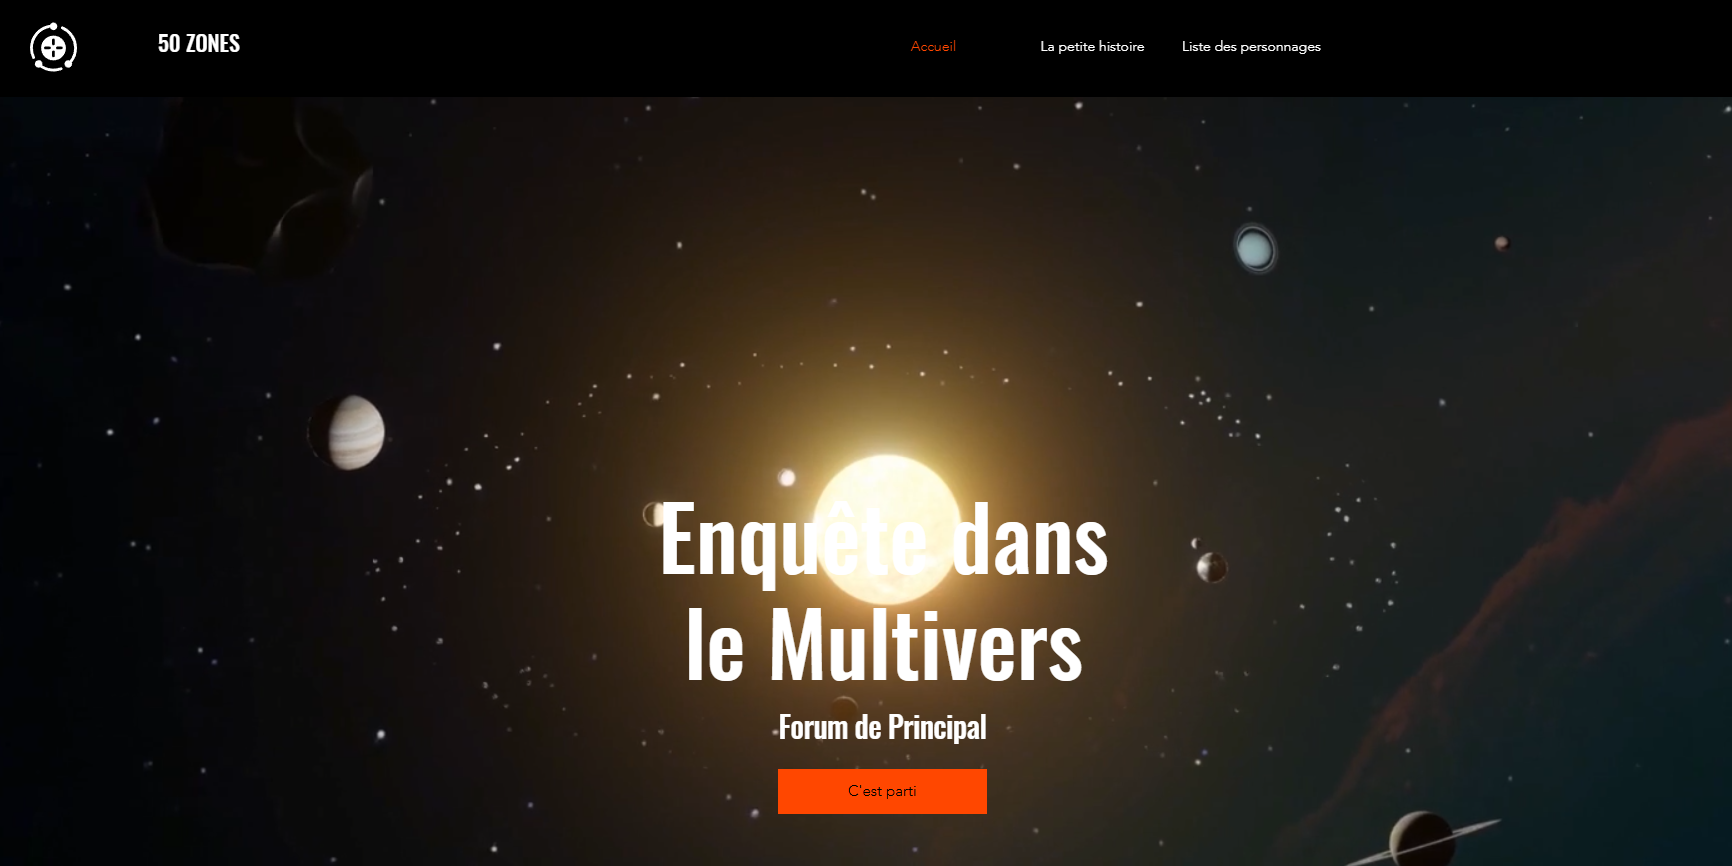 50 ZONES
Accueil
La petite histoire
Liste des personnages
Enquête dans
le Multivers
Forum de Principal
C'est parti